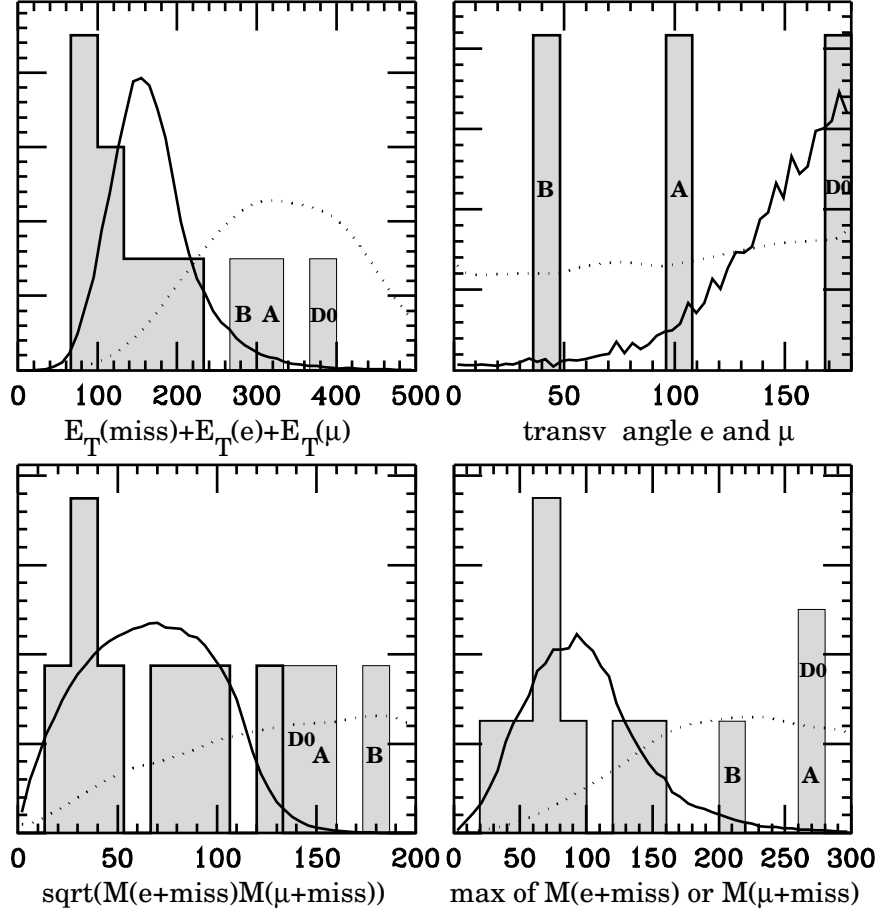 B A D0
0 100 200 300 400 500
E_T(miss)+E_T(e)+E_T(μ)
B A D0
0 50 100 150
transv angle e and μ
D0 A B
0 50 100 150 200
sqrt(M(e+miss)M(μ+miss))
D0
B A
0 50 100 150 200 250 300
max of M(e+miss) or M(μ+miss)